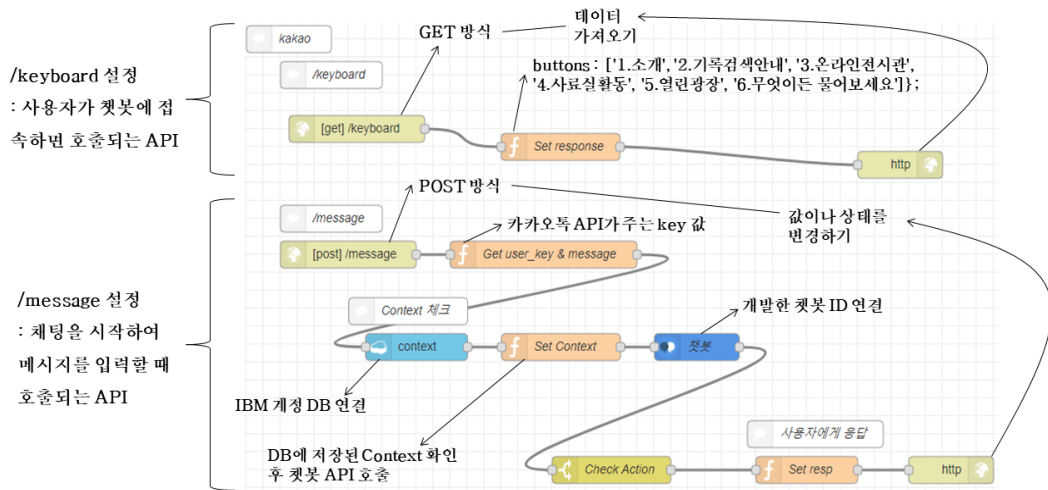 /keyboard 설정
: 사용자가 챗봇에 접
속하면 호출되는 API
kakao
/keyboard
GET 방식
데이터
가져오기
buttons : ['1.소개', '2.기록검색안내', '3.온라인전시관',
'4.사료실활동', '5.열린광장', '6.무엇이든 물어보세요'] } ;
[get] /keyboard
Set response
http
/message 설정
: 채팅을 시작하여
메시지를 입력할 때
호출되는 API
POST 방식
/message
카카오톡 API가 주는 key 값
값이나 상태를
변경하기
[post] /message
Get user_key & message
Context 체크
개발한 챗봇 ID 연결
context
Set Context
챗봇
IBM 계정 DB 연결
DB에 저장된 Context 확인
후 챗봇 API 호출
사용자에게 응답
Check Action
Set resp
http